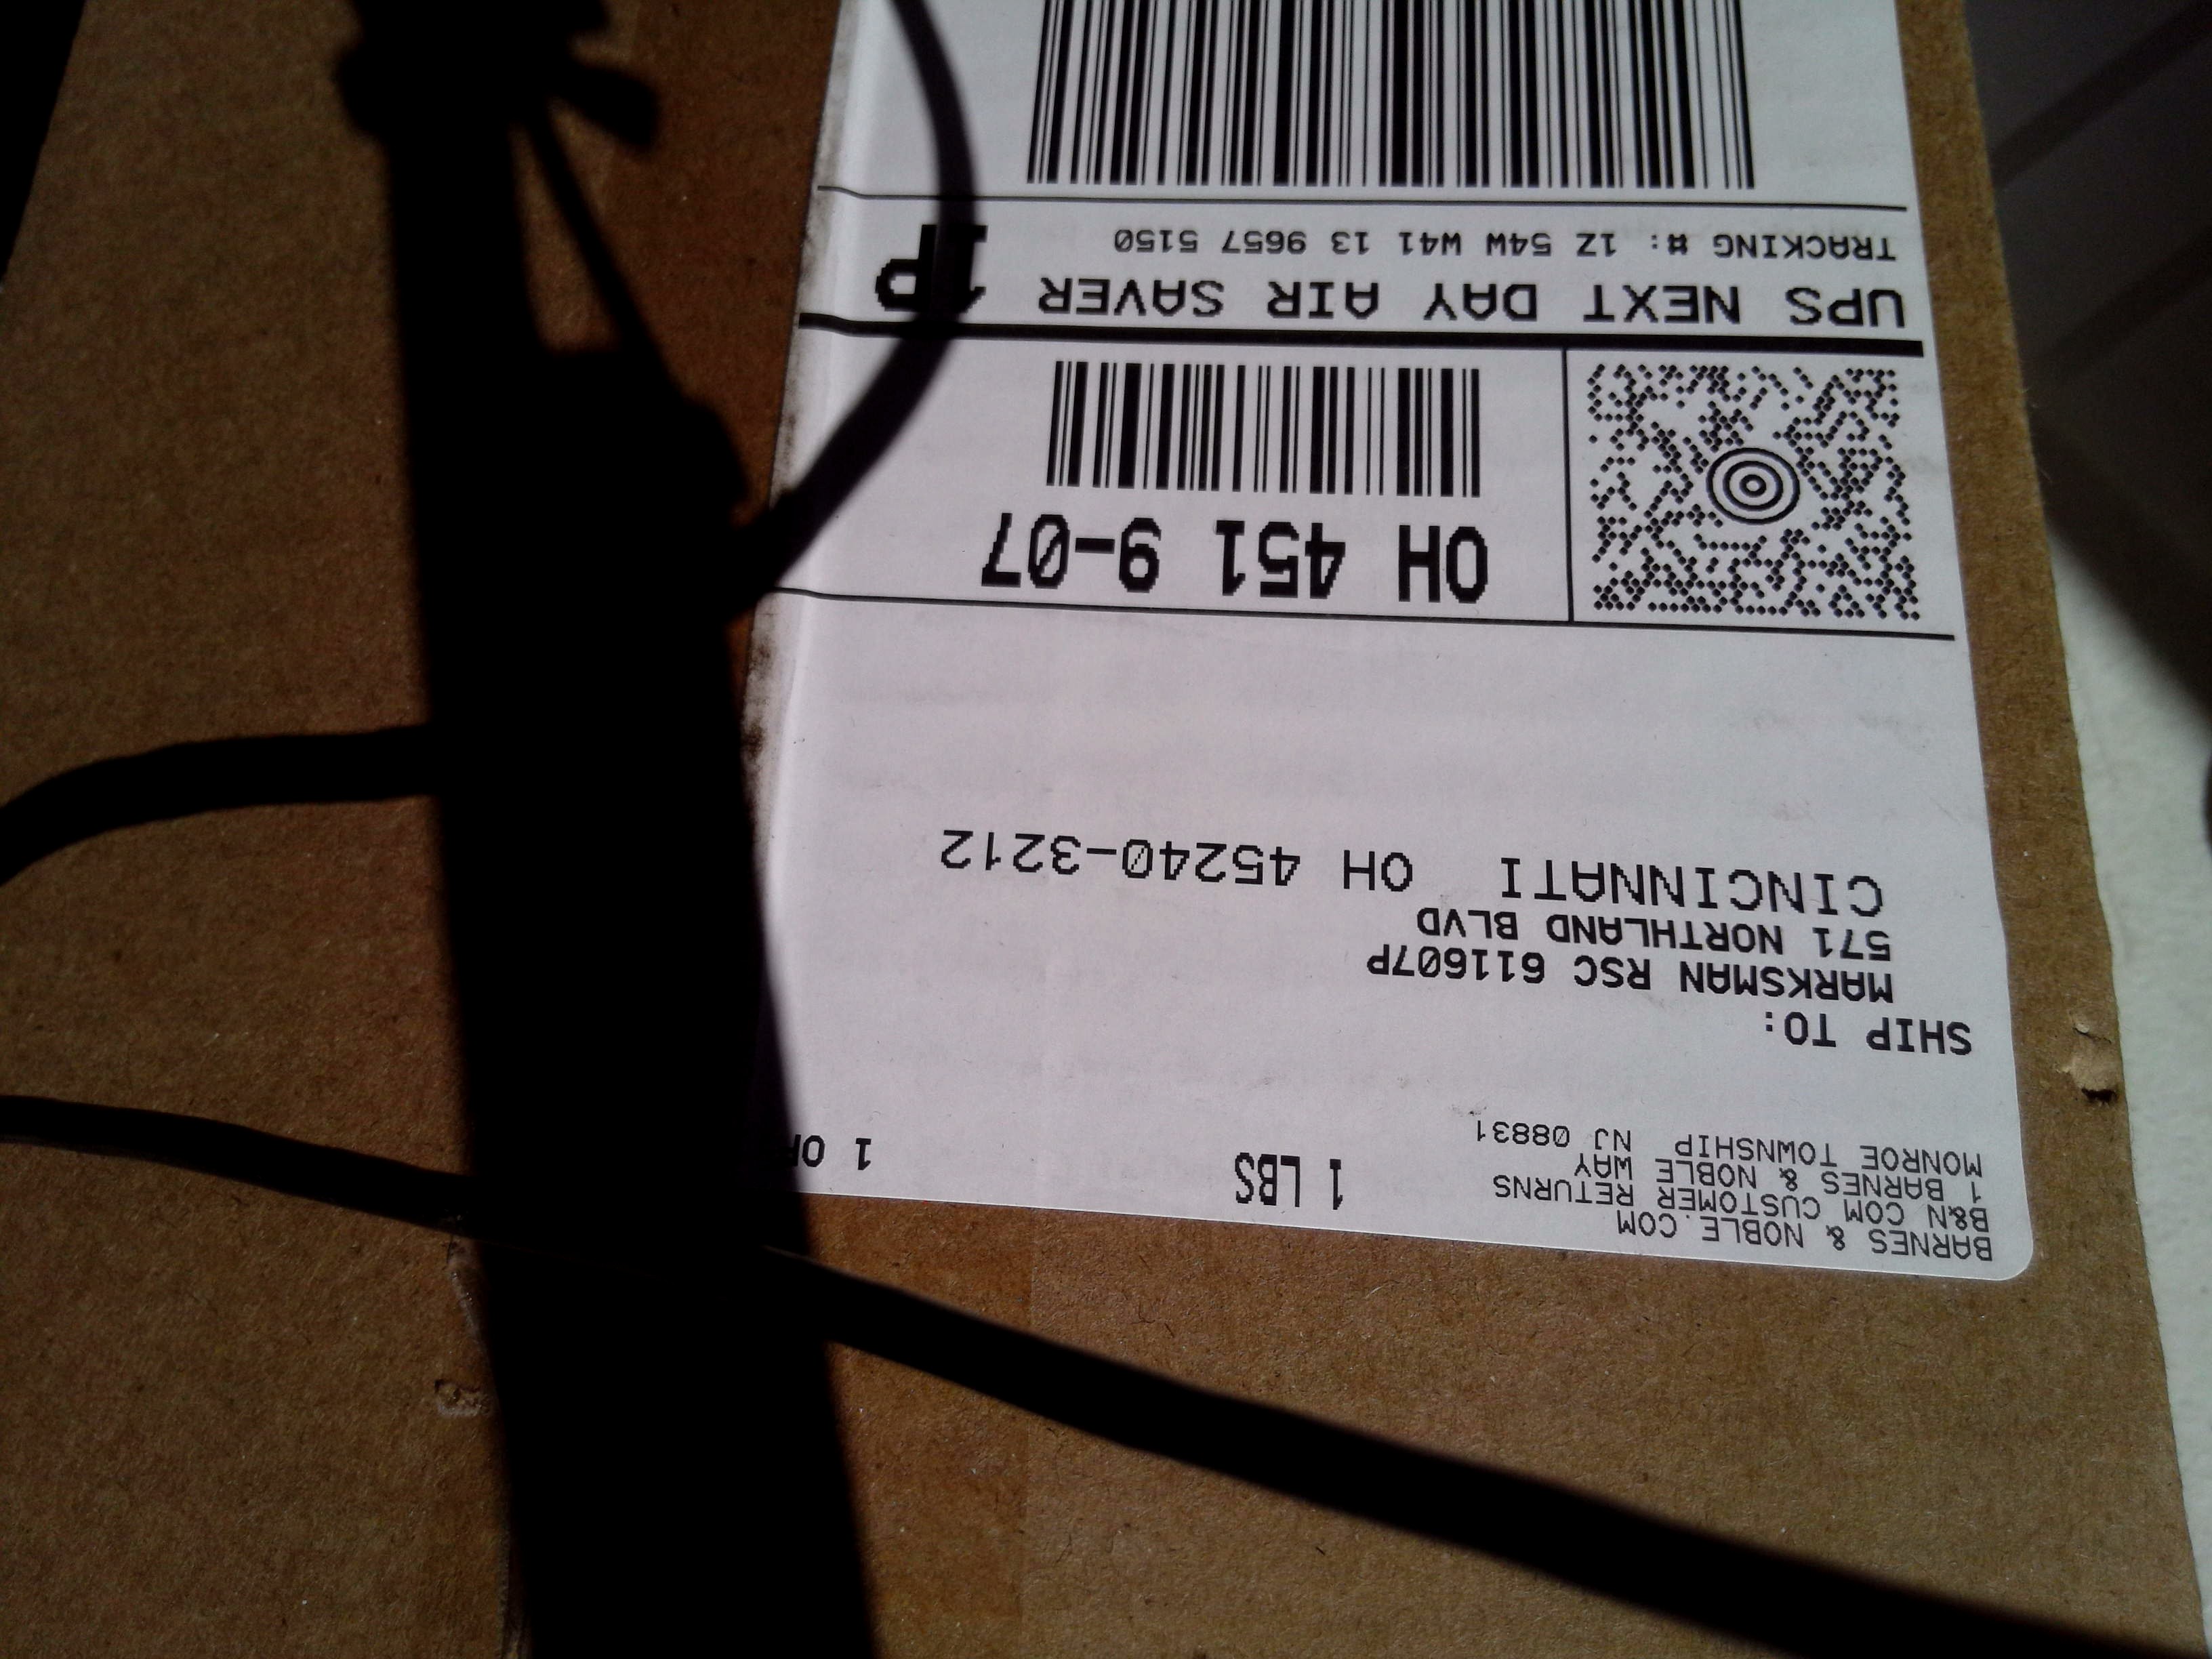 BARNES & NOBLE.COM
B&N COM CUSTOMER RETURNS
1 BARNES & NOBLE WAY
MONROE TOWNSHIP NJ 08831
1 LBS
1 OF
SHIP TO:
MARKSMAN RSC 611607P
571 NORTHLAND BLVD
CINCINNATI OH 45240-3212
OH 451 9-07
UPS NEXT DAY AIR SAVER
1P
TRACKING #: 1Z 54W W41 13 9657 5150